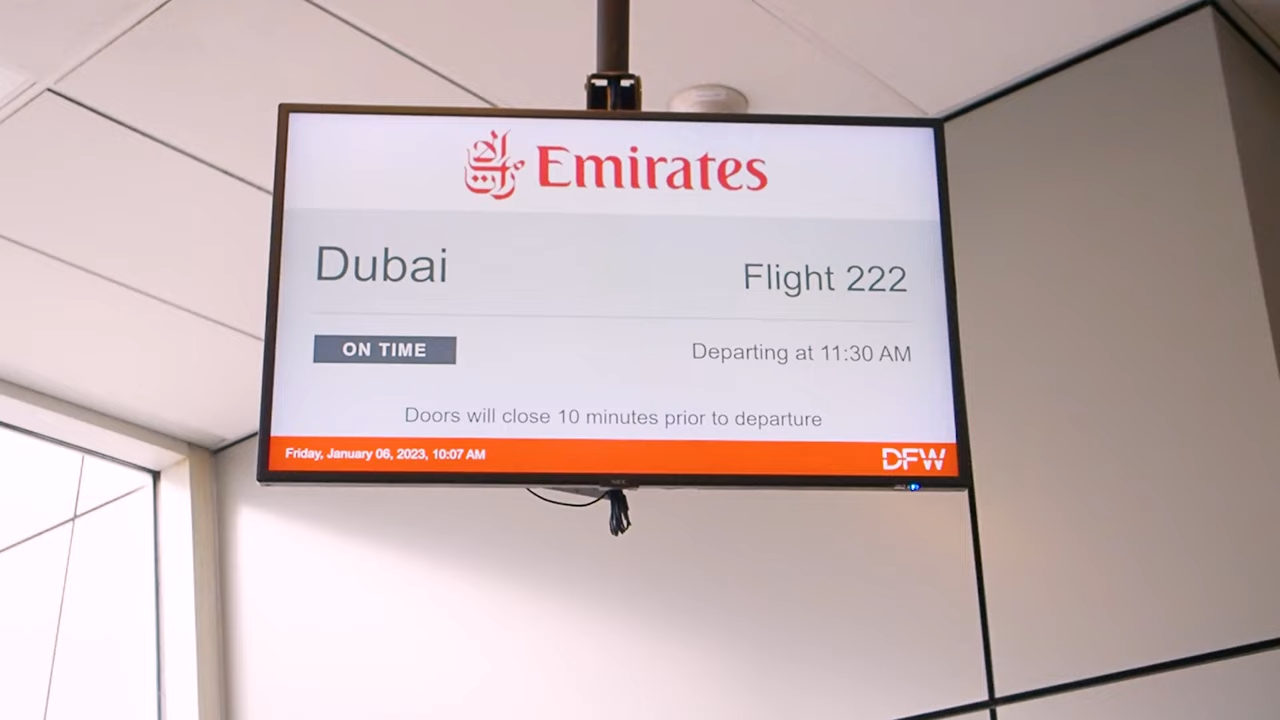 Emirates
Dubai
Flight 222
ON TIME
Departing at 11:30 AM
Doors will close 10 minutes prior to departure
Friday, January 06, 2023, 10:07 AM
DFW
NEC